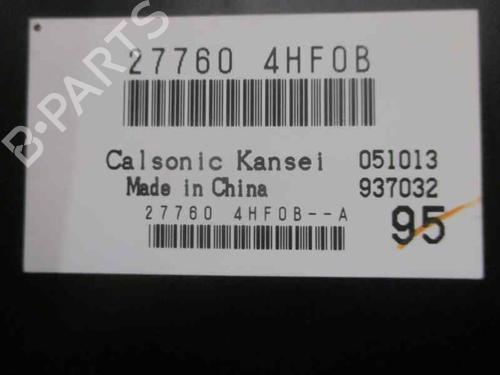 27760 4HF0B
Calsonic Kansei 051013
Made in China 937032
27760 4HF0B--A
95
B-PARTS